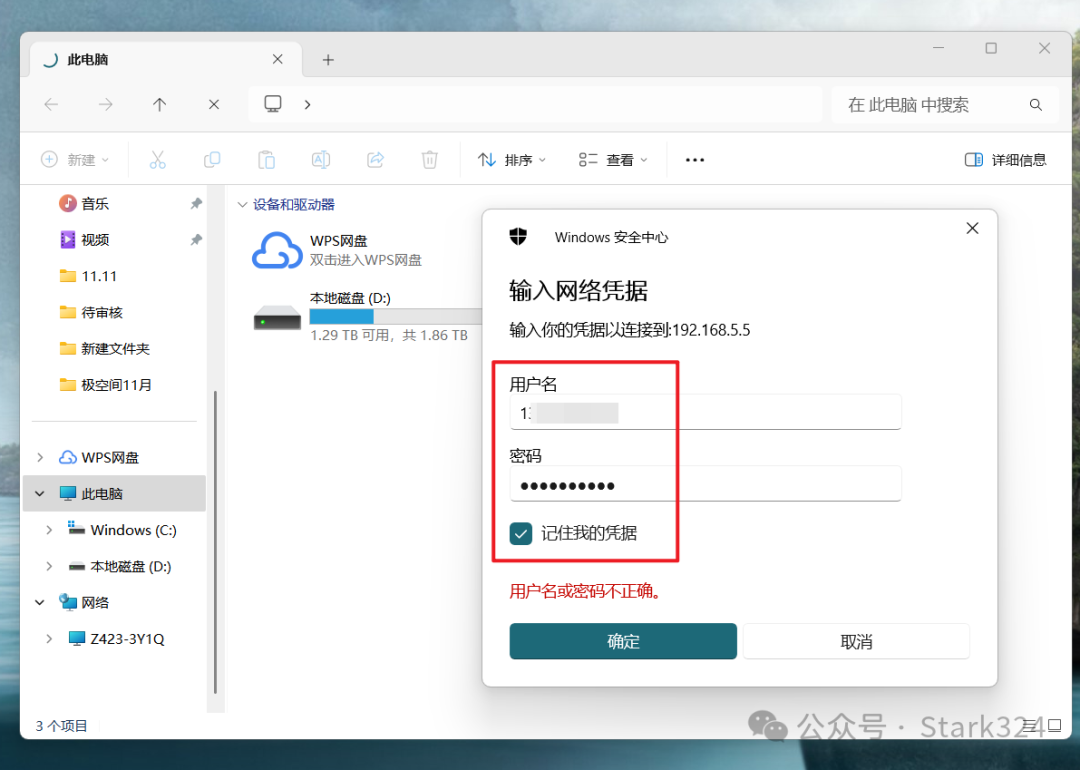 此电脑
在 此电脑 中搜索
新建
排序
查看
详细信息
音乐
视频
11.11
待审核
新建文件夹
极空间11月
WPS网盘
此电脑
Windows (C:)
本地磁盘 (D:)
网络
Z423-3Y1Q
3 个项目
设备和驱动器
WPS网盘
双击进入WPS网盘
本地磁盘 (D:)
1.29 TB 可用，共 1.86 TB
Windows 安全中心
输入网络凭据
输入你的凭据以连接到:192.168.5.5
用户名
密码
●●●●●●●●●●
记住我的凭据
用户名或密码不正确。
确定
取消
公众号 · Stark324